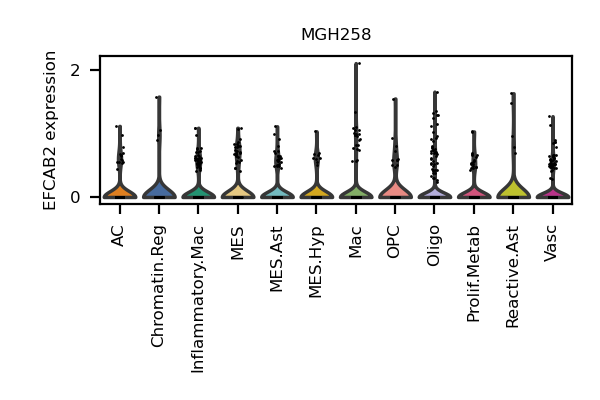 MGH258
EFCAB2 expression
2
0
AC
Chromatin.Reg
Inflammatory.Mac
MES
MES.Ast
MES.Hyp
Mac
OPC
Oligo
Prolif.Metab
Reactive.Ast
Vasc